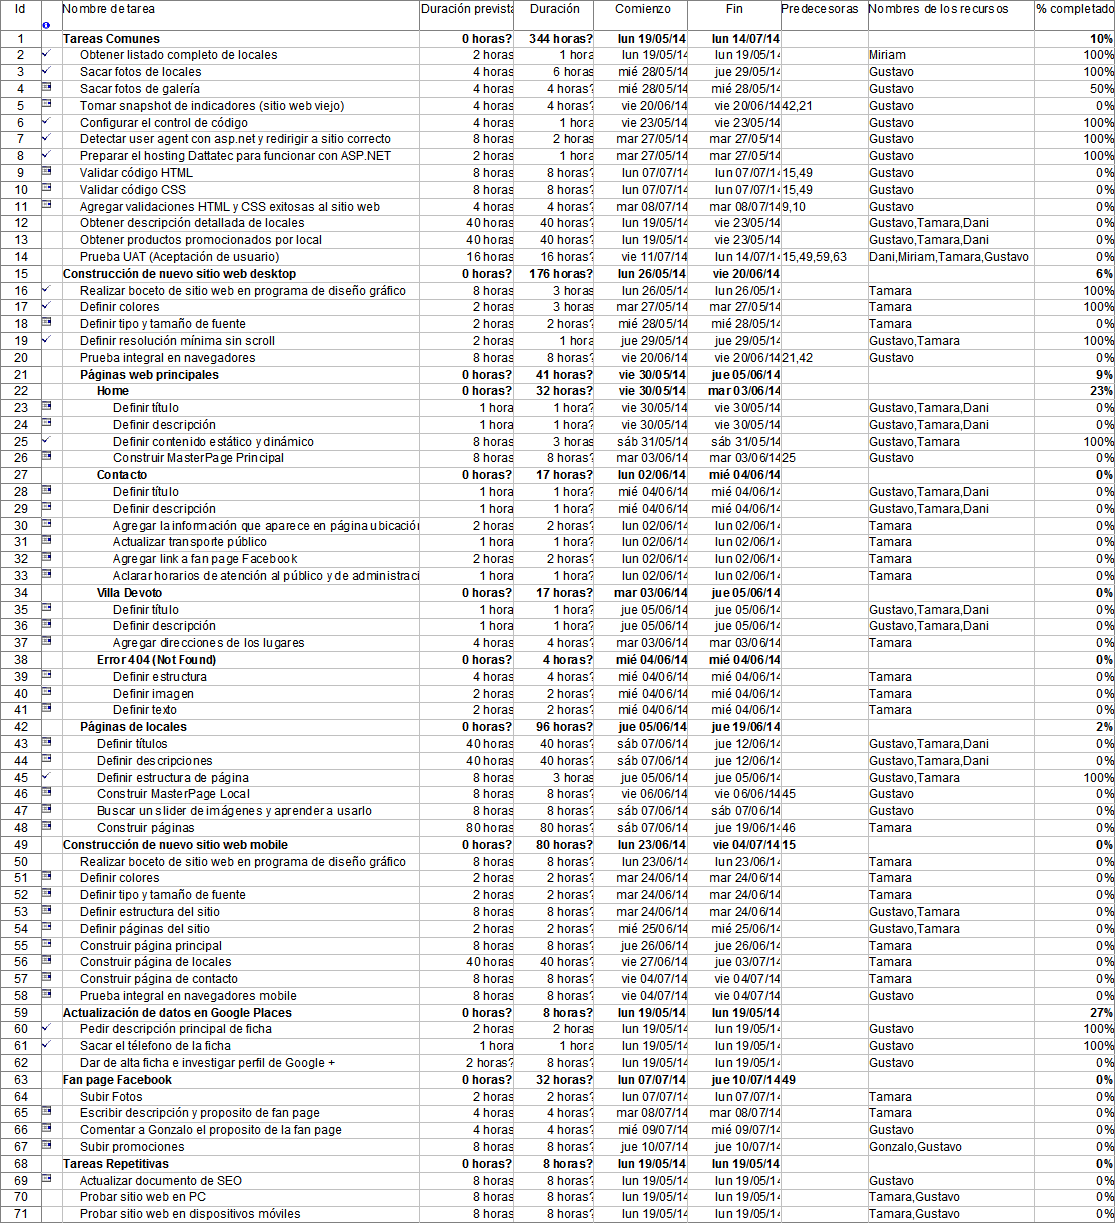 Id Nombre de tarea Duración prevista Duración Comienzo Fin Predecesoras Nombres de los recursos % completado
1 Tareas Comunes 0 horas? 344 horas? lun 19/05/14 lun 14/07/14 10%
2 Obtener listado completo de locales 2 horas 1 hora lun 19/05/14 lun 19/05/14 Miriam 100%
3 Sacar fotos de locales 4 horas 6 horas mié 28/05/14 jue 29/05/14 Gustavo 100%
4 Sacar fotos de galería 4 horas 4 horas? mié 28/05/14 mié 28/05/14 Gustavo 50%
5 Tomar snapshot de indicadores (sitio web viejo) 4 horas 4 horas? vie 20/06/14 vie 20/06/14 42,21 Gustavo 0%
6 Configurar el control de código 4 horas 1 hora vie 23/05/14 vie 23/05/14 Gustavo 100%
7 Detectar user agent con asp.net y redirigir a sitio correcto 8 horas 2 horas mar 27/05/14 mar 27/05/14 Gustavo 100%
8 Preparar el hosting Dattatec para funcionar con ASP.NET 2 horas 1 hora mar 27/05/14 mar 27/05/14 Gustavo 100%
9 Validar código HTML 8 horas 8 horas? lun 07/07/14 lun 07/07/14 15,49 Gustavo 0%
10 Validar código CSS 8 horas 8 horas? lun 07/07/14 lun 07/07/14 15,49 Gustavo 0%
11 Agregar validaciones HTML y CSS exitosas al sitio web 4 horas 4 horas? mar 08/07/14 mar 08/07/14 9,10 Gustavo 0%
12 Obtener descripción detallada de locales 40 horas 40 horas? lun 19/05/14 vie 23/05/14 Gustavo,Tamara,Dani 0%
13 Obtener productos promocionados por local 40 horas 40 horas? lun 19/05/14 vie 23/05/14 Gustavo,Tamara,Dani 0%
14 Prueba UAT (Aceptación de usuario) 16 horas 16 horas? vie 11/07/14 lun 14/07/14 15,49,59,63 Dani,Miriam,Tamara,Gustavo 0%
15 Construcción de nuevo sitio web desktop 0 horas? 176 horas? lun 26/05/14 vie 20/06/14 6%
16 Realizar boceto de sitio web en programa de diseño gráfico 8 horas 3 horas lun 26/05/14 lun 26/05/14 Tamara 100%
17 Definir colores 2 horas 3 horas mar 27/05/14 mar 27/05/14 Tamara 100%
18 Definir tipo y tamaño de fuente 2 horas 2 horas? mié 28/05/14 mié 28/05/14 Tamara 0%
19 Definir resolución mínima sin scroll 2 horas 1 hora jue 29/05/14 jue 29/05/14 Gustavo,Tamara 100%
20 Prueba integral en navegadores 8 horas 8 horas? vie 20/06/14 vie 20/06/14 21,42 Gustavo 0%
21 Páginas web principales 0 horas? 41 horas? vie 30/05/14 jue 05/06/14 9%
22 Home 0 horas? 32 horas? vie 30/05/14 mar 03/06/14 23%
23 Definir título 1 hora 1 hora? vie 30/05/14 vie 30/05/14 Gustavo,Tamara,Dani 0%
24 Definir descripción 1 hora 1 hora? vie 30/05/14 vie 30/05/14 Gustavo,Tamara,Dani 0%
25 Definir contenido estático y dinámico 8 horas 3 horas sáb 31/05/14 sáb 31/05/14 Gustavo,Tamara 100%
26 Construir MasterPage Principal 8 horas 8 horas? mar 03/06/14 mar 03/06/14 25 Gustavo 0%
27 Contacto 0 horas? 17 horas? lun 02/06/14 mié 04/06/14 0%
28 Definir título 1 hora 1 hora? mié 04/06/14 mié 04/06/14 Gustavo,Tamara,Dani 0%
29 Definir descripción 1 hora 1 hora? mié 04/06/14 mié 04/06/14 Gustavo,Tamara,Dani 0%
30 Agregar la información que aparece en página ubicación 2 horas 2 horas? lun 02/06/14 lun 02/06/14 Tamara 0%
31 Actualizar transporte público 1 hora 1 hora? lun 02/06/14 lun 02/06/14 Tamara 0%
32 Agregar link a fan page Facebook 2 horas 2 horas? lun 02/06/14 lun 02/06/14 Tamara 0%
33 Aclarar horarios de atención al público y de administraci 1 hora 1 hora? lun 02/06/14 lun 02/06/14 Tamara 0%
34 Villa Devoto 0 horas? 17 horas? mar 03/06/14 jue 05/06/14 0%
35 Definir título 1 hora 1 hora? jue 05/06/14 jue 05/06/14 Gustavo,Tamara,Dani 0%
36 Definir descripción 1 hora 1 hora? jue 05/06/14 jue 05/06/14 Gustavo,Tamara,Dani 0%
37 Agregar direcciones de los lugares 4 horas 4 horas? mar 03/06/14 mar 03/06/14 Tamara 0%
38 Error 404 (Not Found) 0 horas? 4 horas? mié 04/06/14 mié 04/06/14 0%
39 Definir estructura 4 horas 4 horas? mié 04/06/14 mié 04/06/14 Tamara 0%
40 Definir imagen 2 horas 2 horas? mié 04/06/14 mié 04/06/14 Tamara 0%
41 Definir texto 2 horas 2 horas? mié 04/06/14 mié 04/06/14 Tamara 0%
42 Páginas de locales 0 horas? 96 horas? jue 05/06/14 jue 19/06/14 2%
43 Definir títulos 40 horas 40 horas? sáb 07/06/14 jue 12/06/14 Gustavo,Tamara,Dani 0%
44 Definir descripciones 40 horas 40 horas? sáb 07/06/14 jue 12/06/14 Gustavo,Tamara,Dani 0%
45 Definir estructura de página 8 horas 3 horas jue 05/06/14 jue 05/06/14 Gustavo,Tamara 100%
46 Construir MasterPage Local 8 horas 8 horas? vie 06/06/14 vie 06/06/14 45 Gustavo 0%
47 Buscar un slider de imágenes y aprender a usarlo 8 horas 8 horas? sáb 07/06/14 sáb 07/06/14 Gustavo 0%
48 Construir páginas 80 horas 80 horas? sáb 07/06/14 jue 19/06/14 46 Tamara 0%
49 Construcción de nuevo sitio web mobile 0 horas? 80 horas? lun 23/06/14 vie 04/07/14 15 0%
50 Realizar boceto de sitio web en programa de diseño gráfico 8 horas 8 horas? lun 23/06/14 lun 23/06/14 Tamara 0%
51 Definir colores 2 horas 2 horas? mar 24/06/14 mar 24/06/14 Tamara 0%
52 Definir tipo y tamaño de fuente 2 horas 2 horas? mar 24/06/14 mar 24/06/14 Tamara 0%
53 Definir estructura del sitio 8 horas 8 horas? mar 24/06/14 mar 24/06/14 Gustavo,Tamara 0%
54 Definir páginas del sitio 2 horas 2 horas? mié 25/06/14 mié 25/06/14 Gustavo,Tamara 0%
55 Construir página principal 8 horas 8 horas? jue 26/06/14 jue 26/06/14 Tamara 0%
56 Construir página de locales 40 horas 40 horas? vie 27/06/14 jue 03/07/14 Tamara 0%
57 Construir página de contacto 8 horas 8 horas? vie 04/07/14 vie 04/07/14 Tamara 0%
58 Prueba integral en navegadores mobile 8 horas 8 horas? vie 04/07/14 vie 04/07/14 Gustavo 0%
59 Actualización de datos en Google Places 0 horas? 8 horas? lun 19/05/14 lun 19/05/14 27%
60 Pedir descripción principal de ficha 2 horas 2 horas lun 19/05/14 lun 19/05/14 Gustavo 100%
61 Sacar el télefono de la ficha 1 hora 1 hora lun 19/05/14 lun 19/05/14 Gustavo 100%
62 Dar de alta ficha e investigar perfil de Google + 2 horas? 8 horas? lun 19/05/14 lun 19/05/14 Gustavo 0%
63 Fan page Facebook 0 horas? 32 horas? lun 07/07/14 jue 10/07/14 49 0%
64 Subir Fotos 2 horas 2 horas? lun 07/07/14 lun 07/07/14 Tamara 0%
65 Escribir descripción y proposito de fan page 4 horas 4 horas? mar 08/07/14 mar 08/07/14 Tamara 0%
66 Comentar a Gonzalo el proposito de la fan page 4 horas 4 horas? mié 09/07/14 mié 09/07/14 Gustavo 0%
67 Subir promociones 8 horas 8 horas? jue 10/07/14 jue 10/07/14 Gonzalo,Gustavo 0%
68 Tareas Repetitivas 0 horas? 8 horas? lun 19/05/14 lun 19/05/14 0%
69 Actualizar documento de SEO 8 horas 8 horas? lun 19/05/14 lun 19/05/14 Gustavo 0%
70 Probar sitio web en PC 8 horas 8 horas? lun 19/05/14 lun 19/05/14 Tamara,Gustavo 0%
71 Probar sitio web en dispositivos móviles 8 horas 8 horas? lun 19/05/14 lun 19/05/14 Tamara,Gustavo 0%